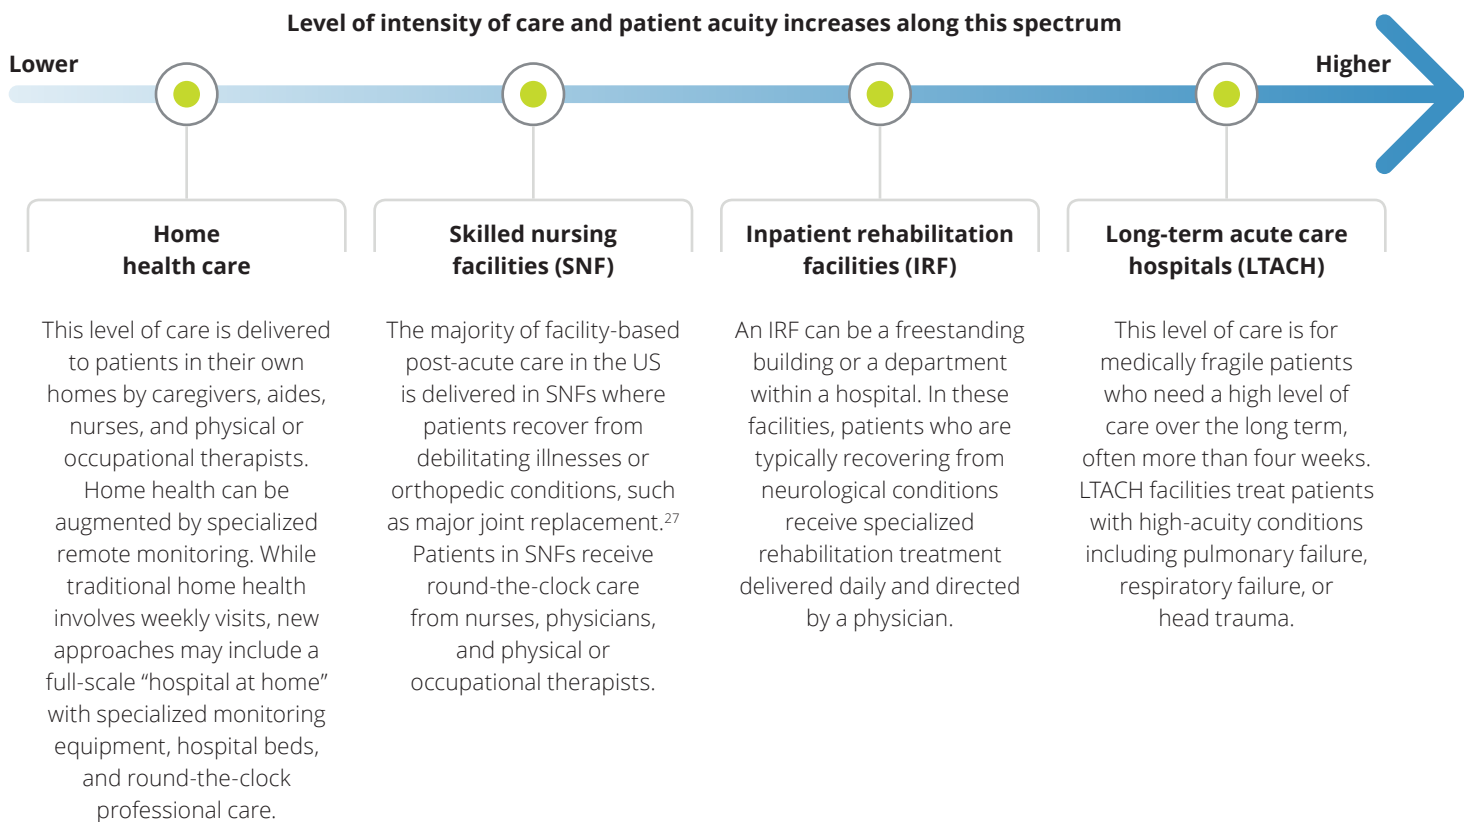 Level of intensity of care and patient acuity increases along this spectrum
Lower
Higher
Home
health care
This level of care is delivered
to patients in their own
homes by caregivers, aides,
nurses, and physical or
occupational therapists.
Home health can be
augmented by specialized
remote monitoring. While
traditional home health
involves weekly visits, new
approaches may include a
full-scale “hospital at home”
with specialized monitoring
equipment, hospital beds,
and round-the-clock
professional care.
Skilled nursing
facilities (SNF)
The majority of facility-based
post-acute care in the US
is delivered in SNFs where
patients recover from
debilitating illnesses or
orthopedic conditions, such
as major joint replacement.27
Patients in SNFs receive
round-the-clock care
from nurses, physicians,
and physical or
occupational therapists.
Inpatient rehabilitation
facilities (IRF)
An IRF can be a freestanding
building or a department
within a hospital. In these
facilities, patients who are
typically recovering from
neurological conditions
receive specialized
rehabilitation treatment
delivered daily and directed
by a physician.
Long-term acute care
hospitals (LTACH)
This level of care is for
medically fragile patients
who need a high level of
care over the long term,
often more than four weeks.
LTACH facilities treat patients
with high-acuity conditions
including pulmonary failure,
respiratory failure, or
head trauma.